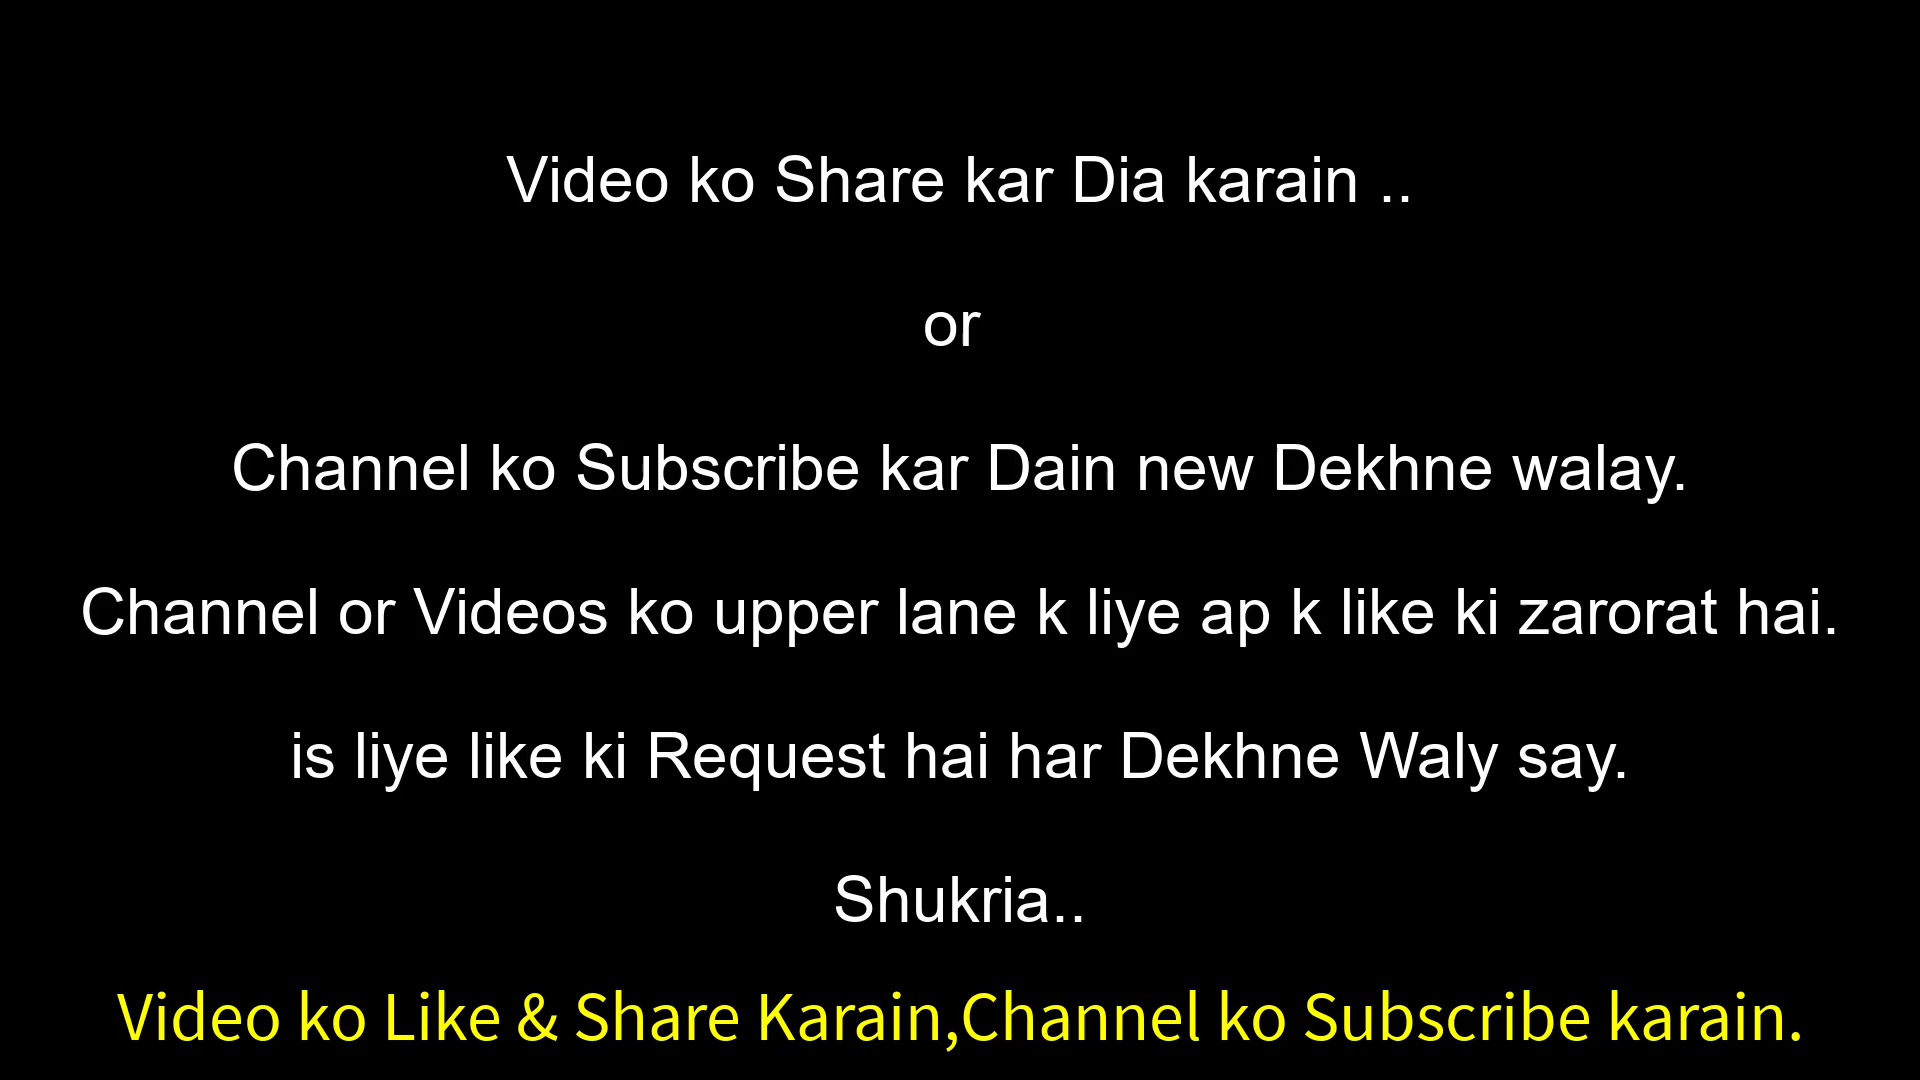 Video ko Share kar Dia karain ..
or
Channel ko Subscribe kar Dain new Dekhne walay.
Channel or Videos ko upper lane k liye ap k like ki zarorat hai.
is liye like ki Request hai har Dekhne Waly say.
Shukria..
Video ko Like & Share Karain,Channel ko Subscribe karain.